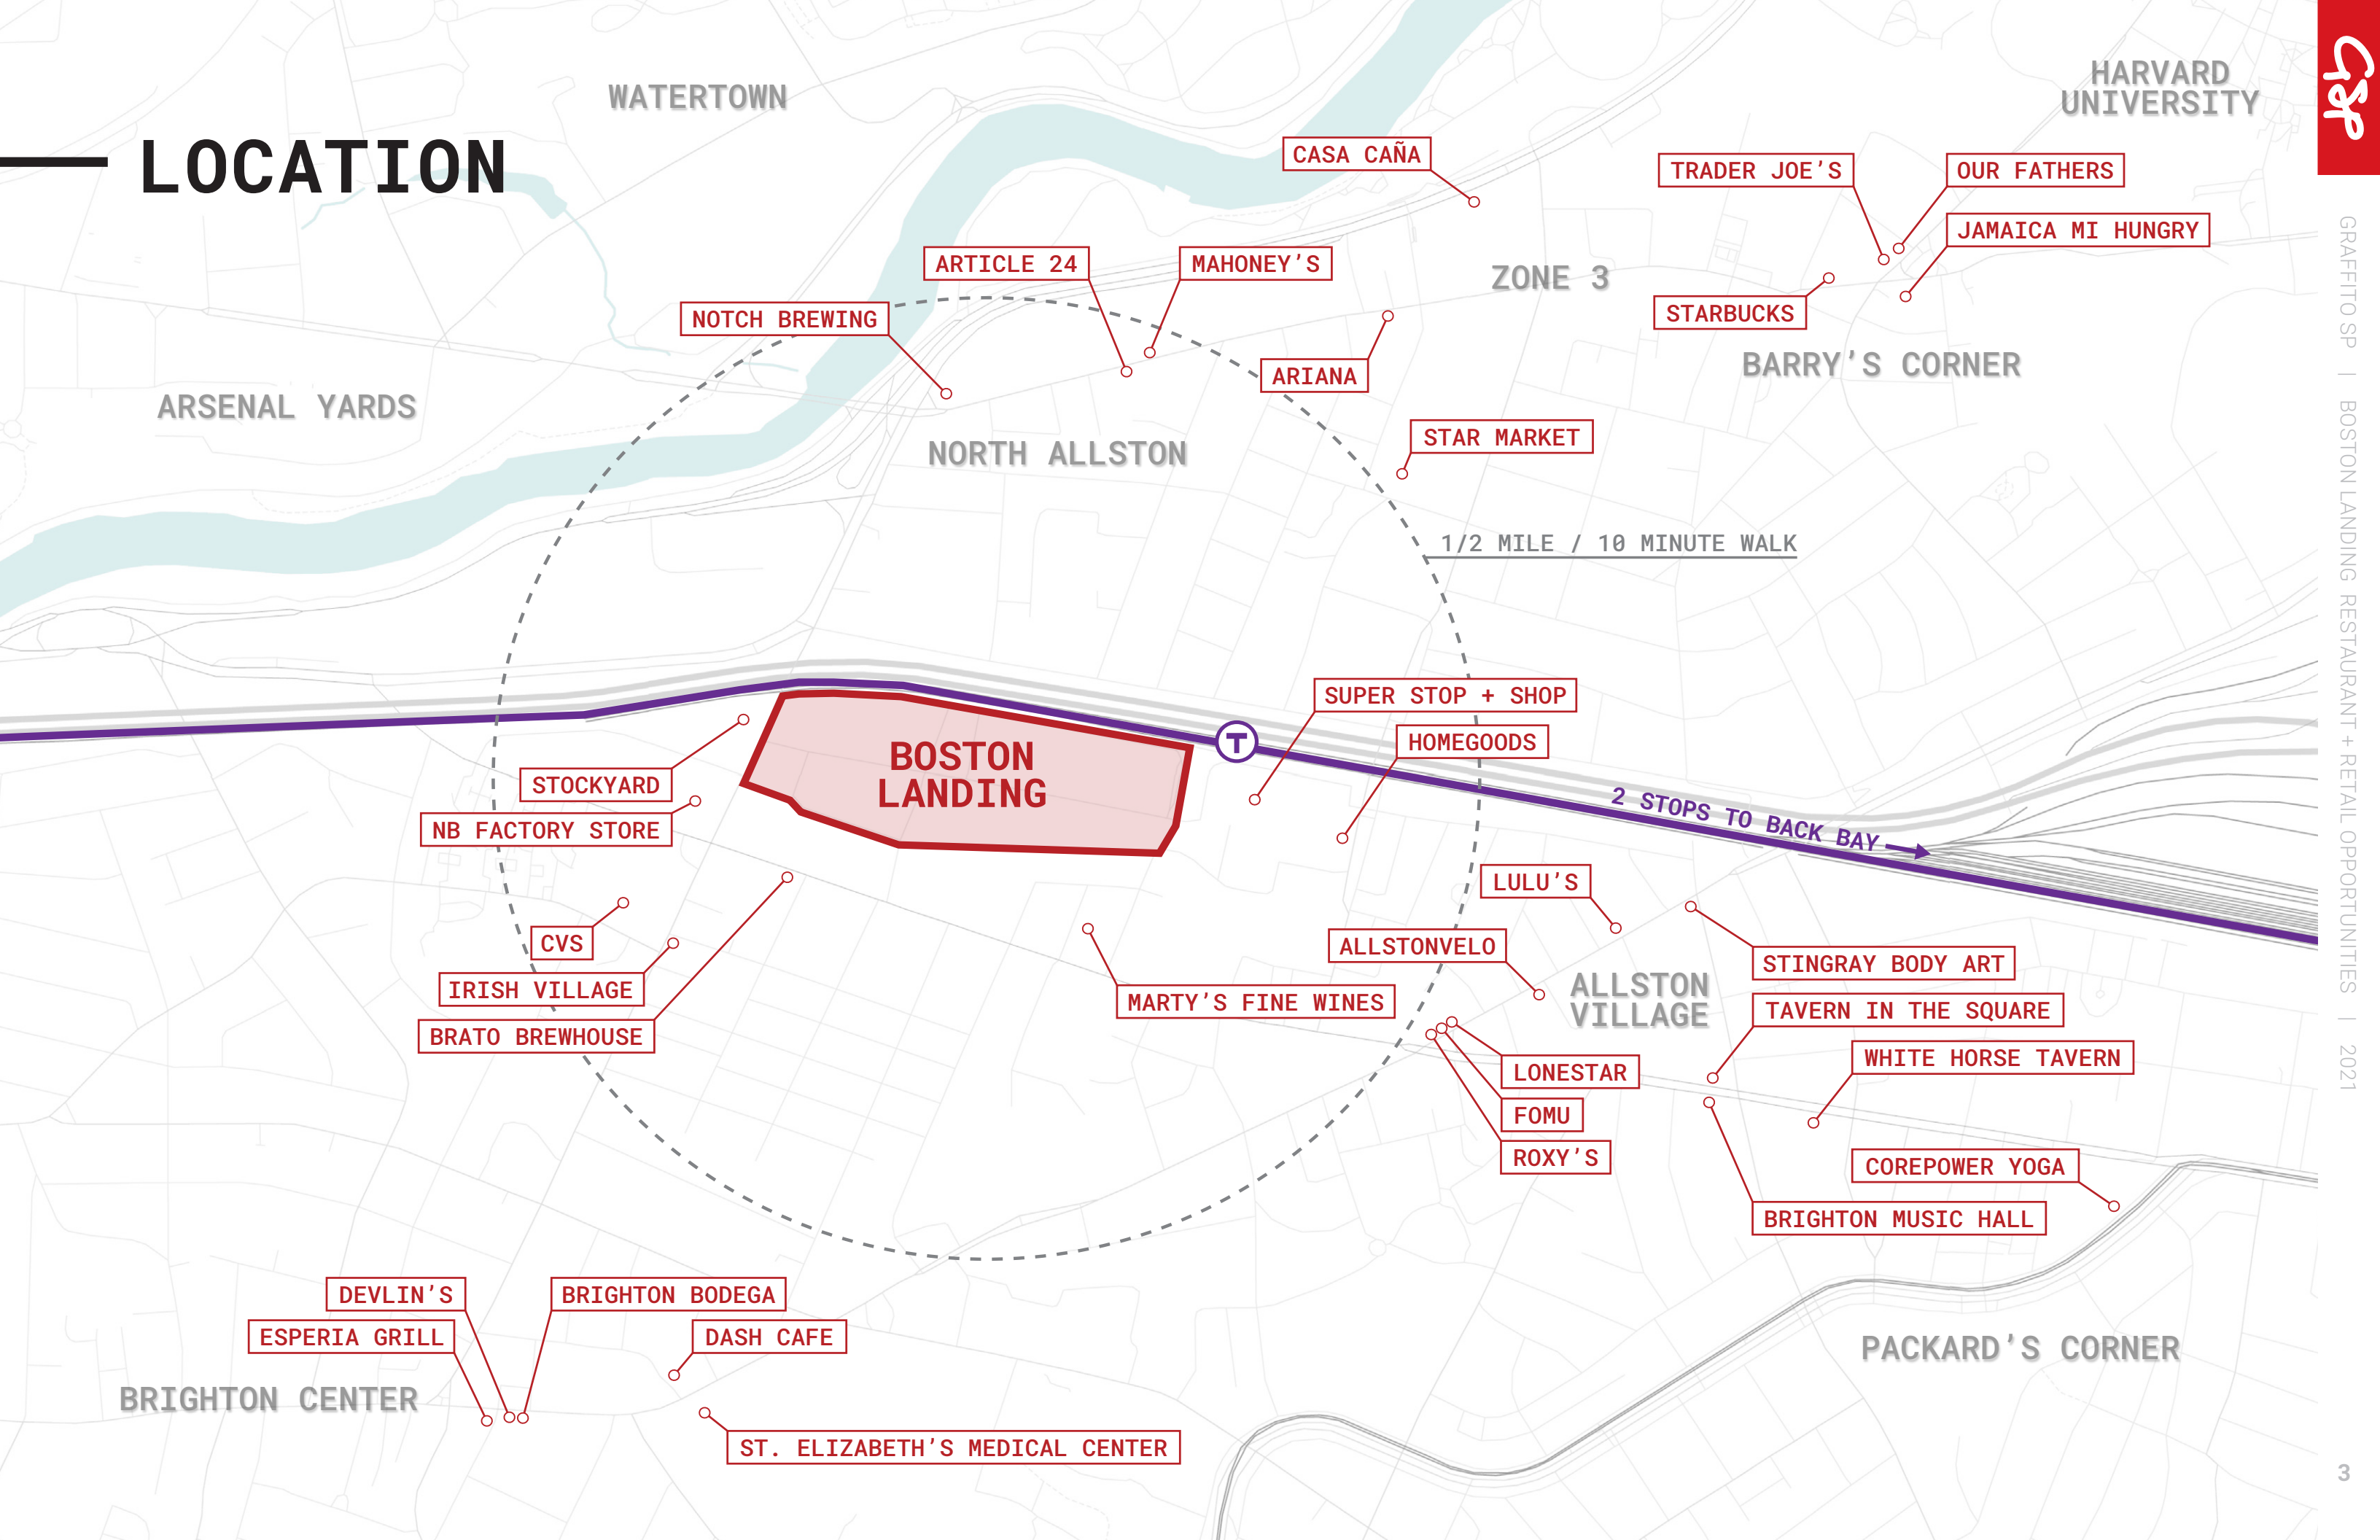 LOCATION
WATERTOWN
HARVARD
UNIVERSITY
GSP
CASA CAÑA
TRADER JOE'S
OUR FATHERS
JAMAICA MI HUNGRY
ARTICLE 24
MAHONEY'S
ZONE 3
NOTCH BREWING
STARBUCKS
ARIANA
BARRY'S CORNER
ARSENAL YARDS
NORTH ALLSTON
STAR MARKET
1/2 MILE / 10 MINUTE WALK
SUPER STOP + SHOP
HOMEGOODS
T
BOSTON
LANDING
STOCKYARD
NB FACTORY STORE
2 STOPS TO BACK BAY
LULU'S
CVS
ALLSTONVELO
STINGRAY BODY ART
IRISH VILLAGE
MARTY'S FINE WINES
ALLSTON
VILLAGE
TAVERN IN THE SQUARE
BRATO BREWHOUSE
WHITE HORSE TAVERN
LONESTAR
FOMU
ROXY'S
COREPOWER YOGA
BRIGHTON MUSIC HALL
DEVLIN'S
BRIGHTON BODEGA
ESPERIA GRILL
DASH CAFE
PACKARD'S CORNER
BRIGHTON CENTER
ST. ELIZABETH'S MEDICAL CENTER
GRAFFITO SP | BOSTON LANDING RESTAURANT + RETAIL OPPORTUNITIES | 2021
3